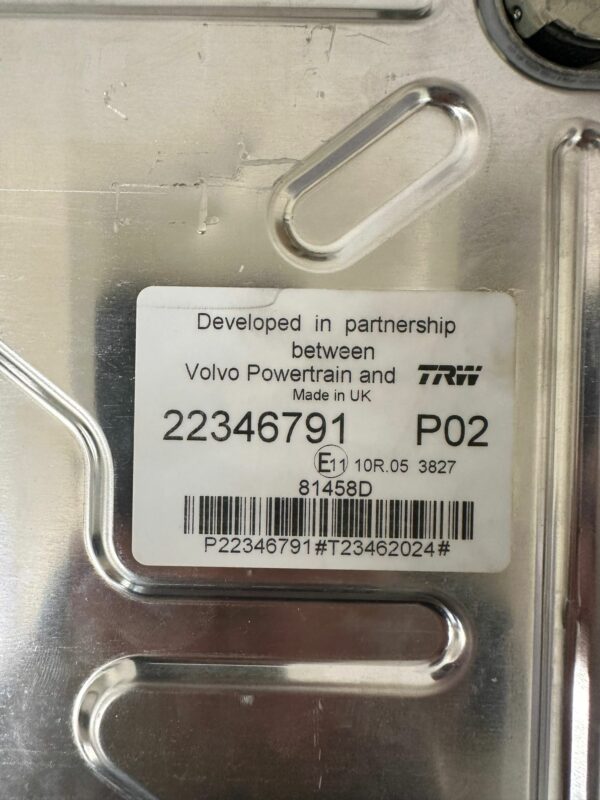 Developed in partnership
between
Volvo Powertrain and TRW
Made in UK
22346791 P02
E11 10R.05 3827
81458D
P22346791#T23462024#